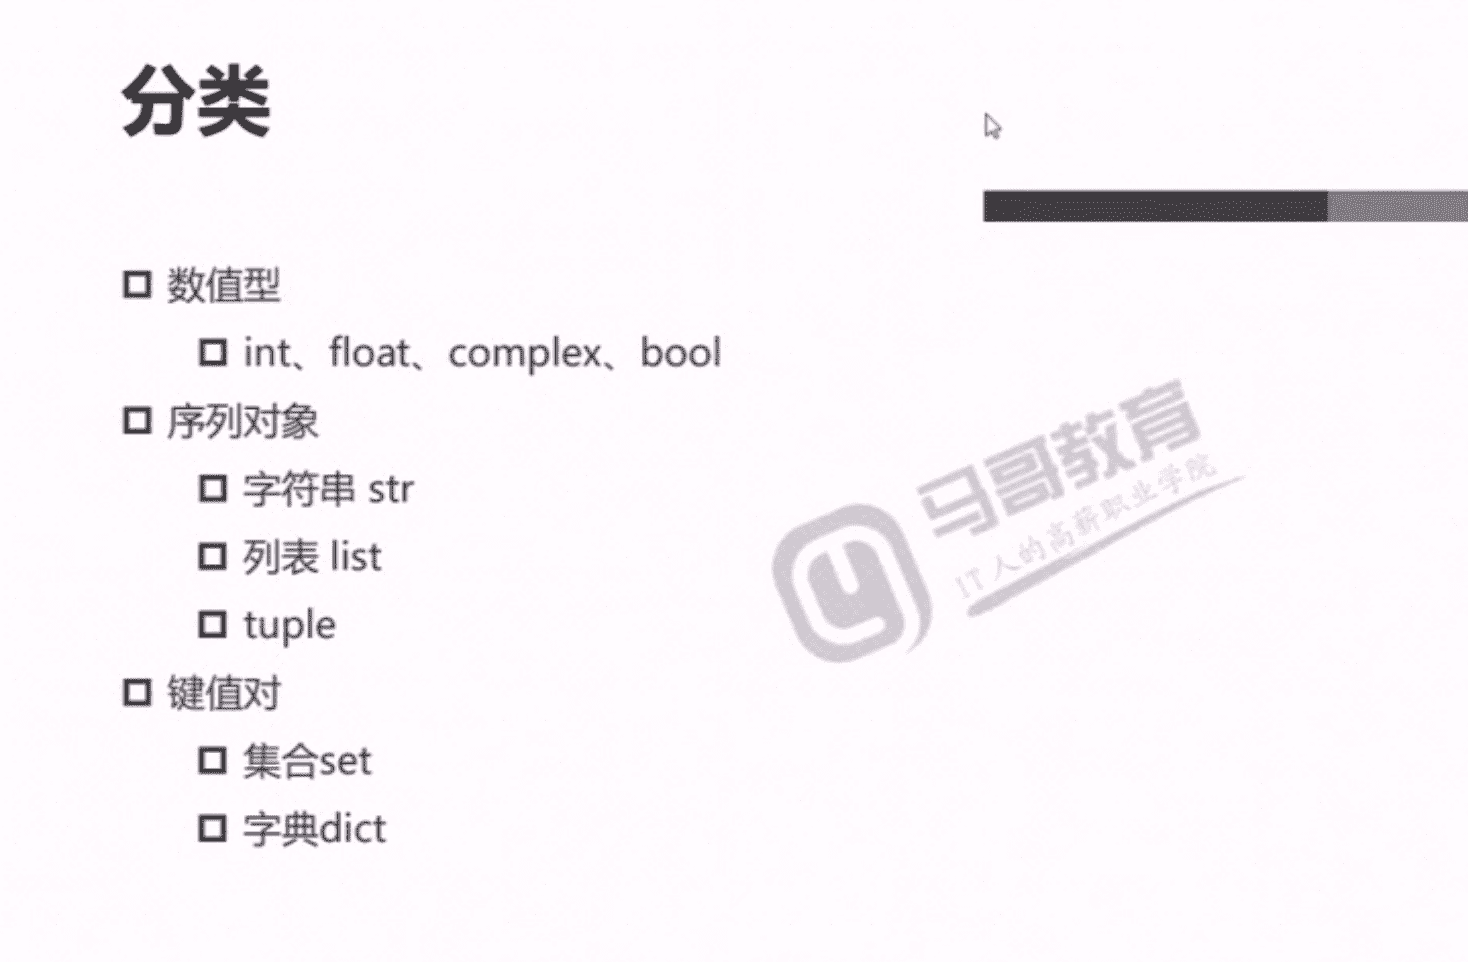 分类
数值型
int、float、complex、bool
序列对象
字符串 str
列表 list
tuple
键值对
集合set
字典dict
马哥教育
IT人的高薪职业学院